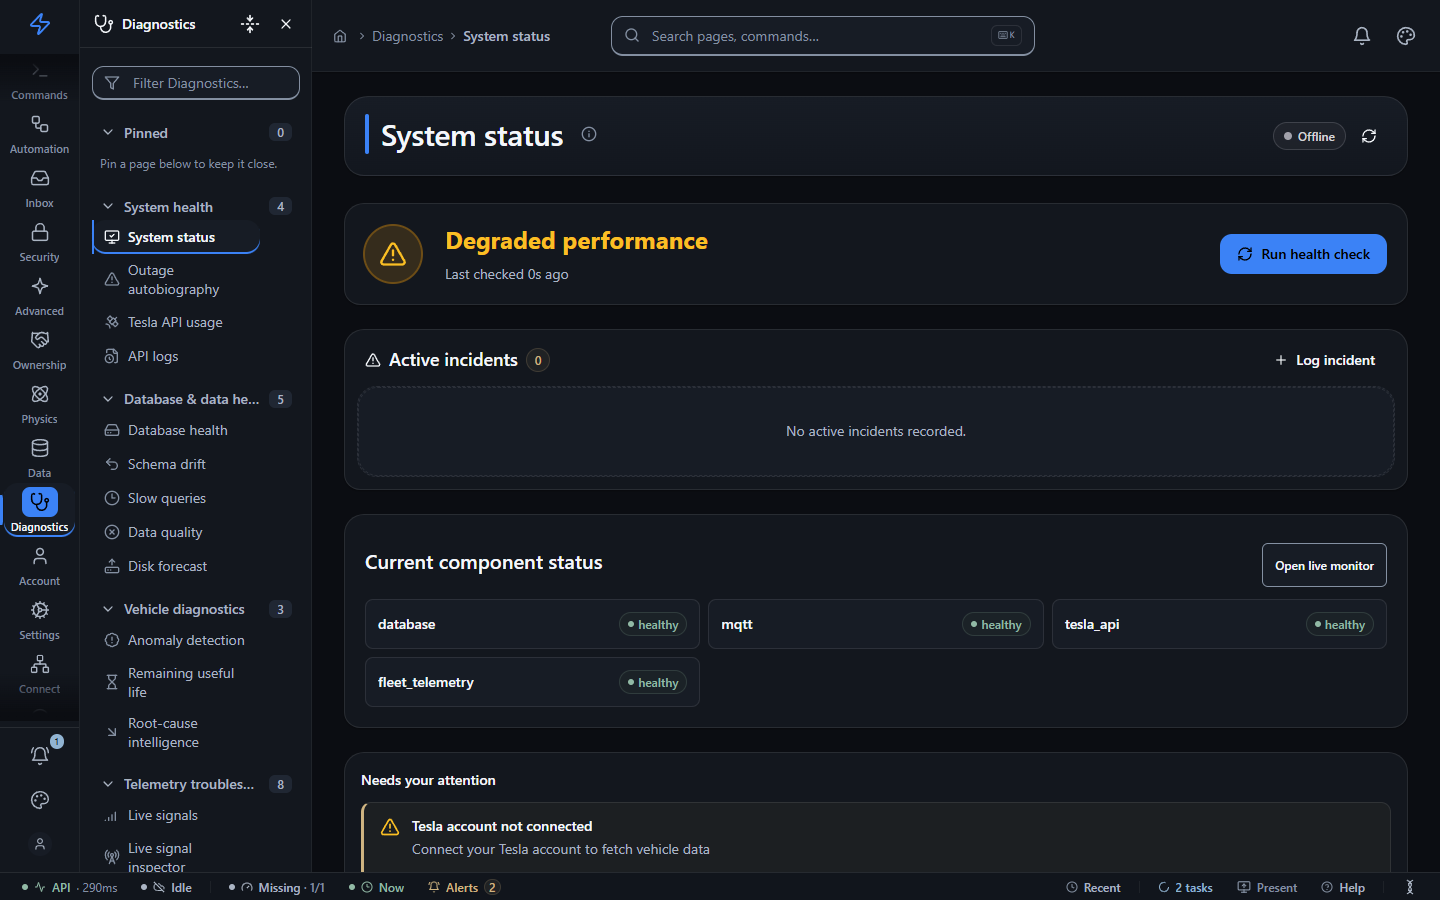 Commands
Automation
Inbox
Security
Advanced
Ownership
Physics
Data
Diagnostics
Account
Settings
Connect
1
Diagnostics
Filter Diagnostics...
Pinned 0
Pin a page below to keep it close.
System health 4
System status
Outage
autobiography
Tesla API usage
API logs
Database & data he... 5
Database health
Schema drift
Slow queries
Data quality
Disk forecast
Vehicle diagnostics 3
Anomaly detection
Remaining useful
life
Root-cause
intelligence
Telemetry troubles... 8
Live signals
Live signal
inspector
Diagnostics
System status
Search pages, commands...
K
System status
Offline
Degraded performance
Last checked 0s ago
Run health check
Active incidents 0
Log incident
No active incidents recorded.
Current component status
Open live monitor
database healthy
mqtt healthy
tesla_api healthy
fleet_telemetry healthy
Needs your attention
Tesla account not connected
Connect your Tesla account to fetch vehicle data
API · 290ms
Idle
Missing · 1/1
Now
Alerts 2
Recent
2 tasks
Present
Help